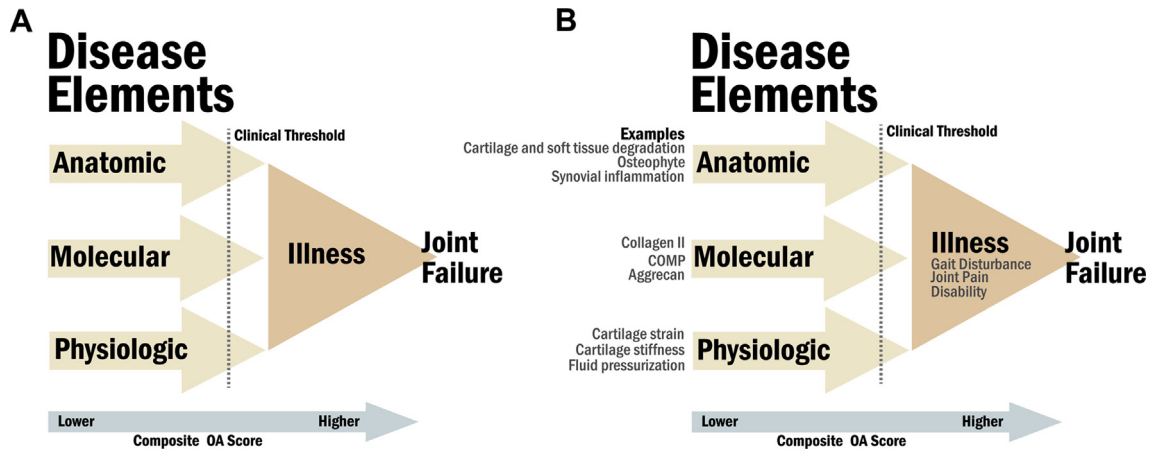 A
Disease
Elements
Clinical Threshold
Anatomic
Molecular
Physiologic
Illness
Joint
Failure
Lower
Higher
Composite OA Score
B
Disease
Elements
Clinical Threshold
Examples
Cartilage and soft tissue degradation
Osteophyte
Synovial inflammation
Anatomic
Collagen II
COMP
Aggrecan
Molecular
Cartilage strain
Cartilage stiffness
Fluid pressurization
Physiologic
Illness
Gait Disturbance
Joint Pain
Disability
Joint
Failure
Lower
Higher
Composite OA Score